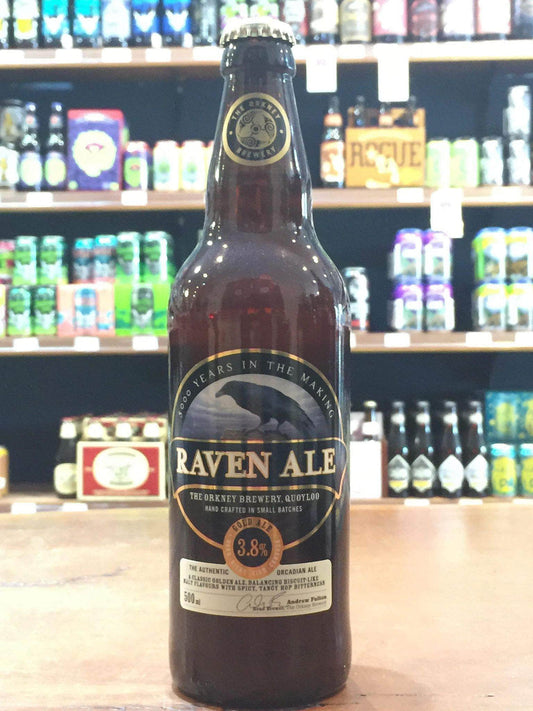 THE ORKNEY
BREWERY
ROGUE
5000 YEARS IN THE MAKING
RAVEN ALE
THE ORKNEY BREWERY, QUOYLOO
HAND CRAFTED IN SMALL BATCHES
GOLD ALE
3.8%
THE AUTHENTIC ORCADIAN ALE
A CLASSIC GOLDEN ALE, BALANCING BISCUIT-LIKE
MALT FLAVOURS WITH SPICY, TANGY HOP BITTERNESS
500ml
Andrew Fulton
Head Brewer, The Orkney Brewery